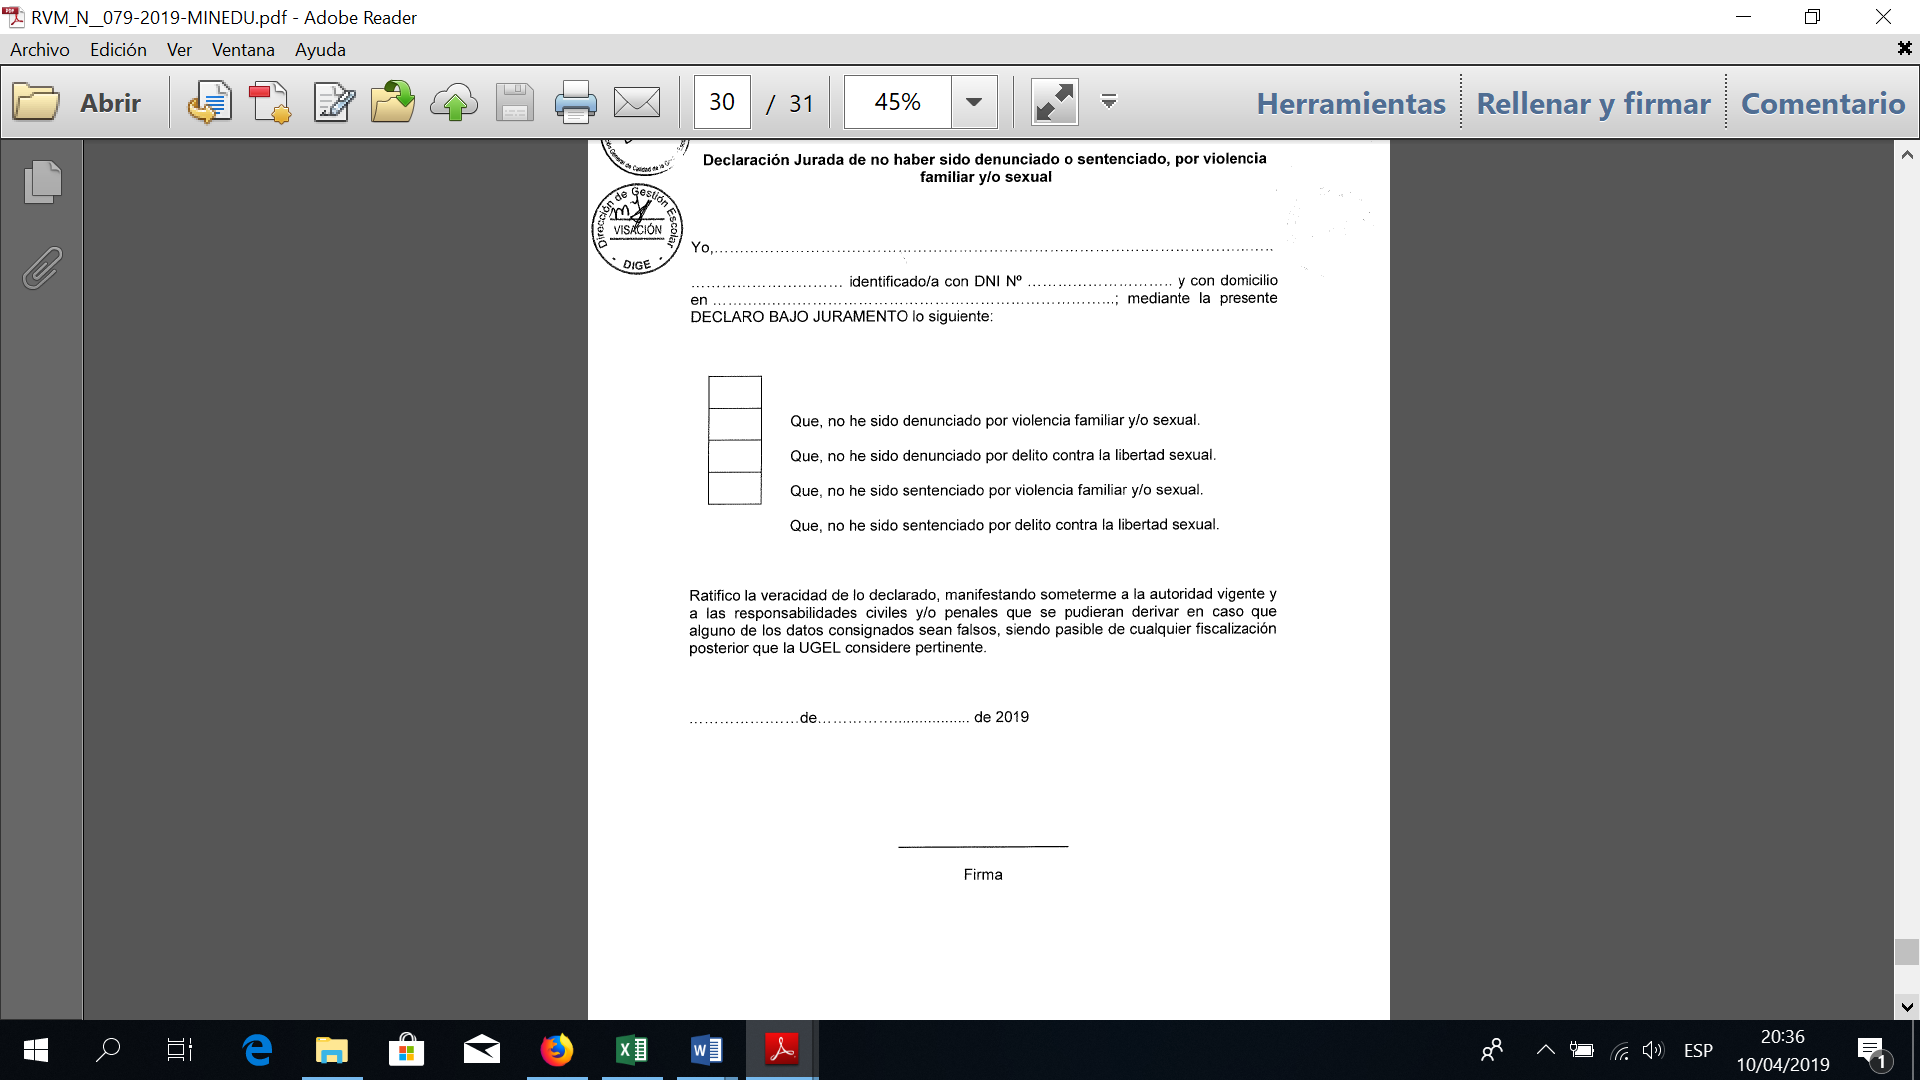 RVM_N__079-2019-MINEDU.pdf - Adobe Reader
Archivo Edición Ver Ventana Ayuda
Abrir
30 / 31
45%
Herramientas
Rellenar y firmar
Comentario
Declaración Jurada de no haber sido denunciado o sentenciado, por violencia
familiar y/o sexual
Dirección de Gestión Escolar
VISACIÓN
- DIGE -
Yo,……………………………………………………………………………………………
………………………… identificado/a con DNI Nº ……………………….. y con domicilio
en ……………………………………………………………………..; mediante la presente
DECLARO BAJO JURAMENTO lo siguiente:
Que, no he sido denunciado por violencia familiar y/o sexual.
Que, no he sido denunciado por delito contra la libertad sexual.
Que, no he sido sentenciado por violencia familiar y/o sexual.
Que, no he sido sentenciado por delito contra la libertad sexual.
Ratifico la veracidad de lo declarado, manifestando someterme a la autoridad vigente y
a las responsabilidades civiles y/o penales que se pudieran derivar en caso que
alguno de los datos consignados sean falsos, siendo pasible de cualquier fiscalización
posterior que la UGEL considere pertinente.
………………….de…………….................. de 2019
Firma
ESP
20:36
10/04/2019
1